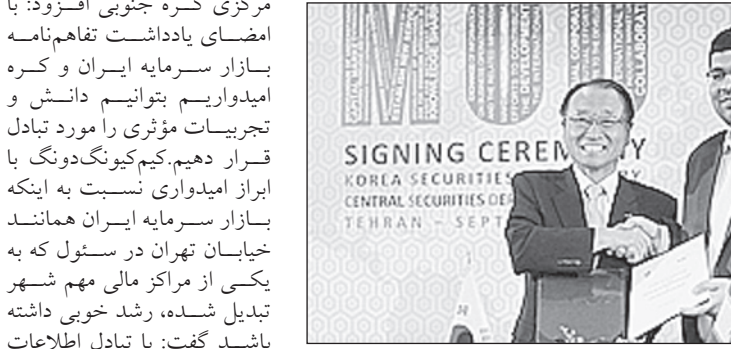 مرکزی کره جنوبی افزود: با
امضای یادداشت تفاهم‌نامه
بازار سرمایه ایران و کره
امیدواریم بتوانیم دانش و
تجربیات مؤثری را مورد تبادل
قرار دهیم.کیم‌کیونگ‌دونگ با
ابراز امیدواری نسبت به اینکه
بازار سرمایه ایران همانند
خیابان تهران در سئول که به
یکی از مراکز مالی مهم شهر
تبدیل شده، رشد خوبی داشته
باشد گفت: با تبادل اطلاعات
MOU
SIGNING CEREM
KOREA SECURITIES
CENTRAL SECURITIES DEP
TEHRAN - SEPT
COLLABORAT